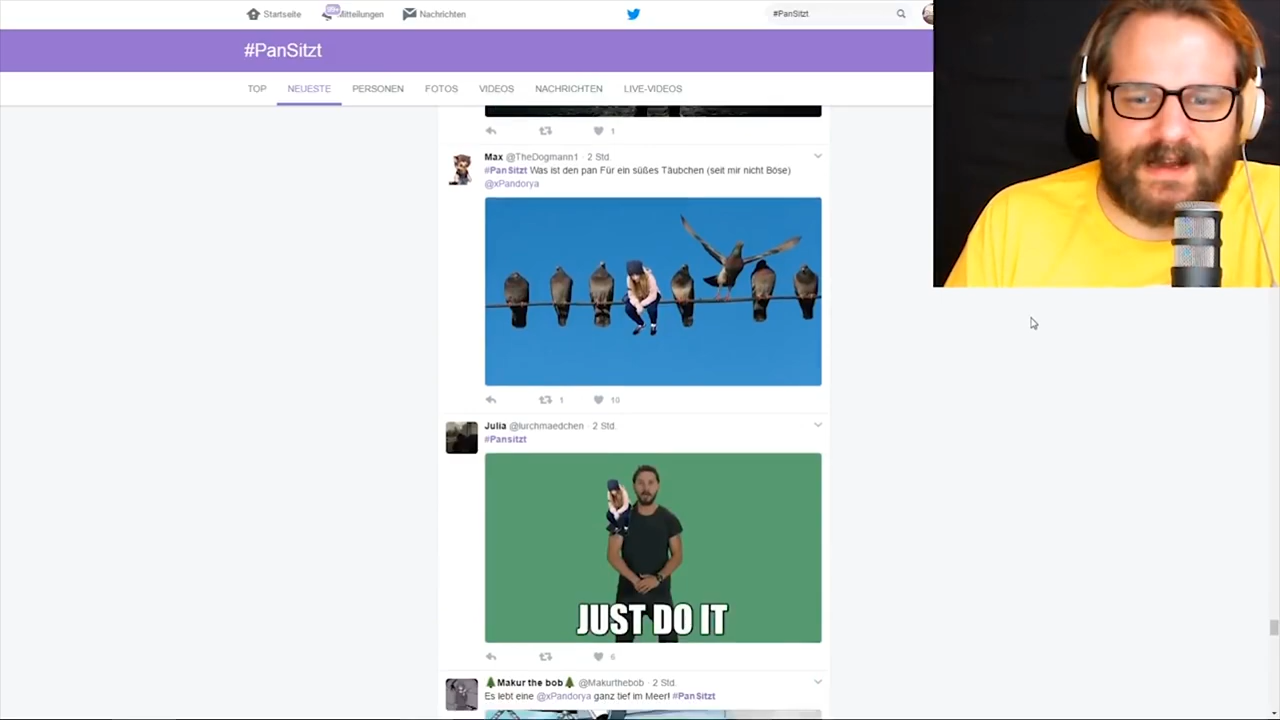 Startseite
99+
Mitteilungen
Nachrichten
#PanSitzt
#PanSitzt
TOP
NEUESTE
PERSONEN
FOTOS
VIDEOS
NACHRICHTEN
LIVE-VIDEOS
1
Max @TheDogmann1 · 2 Std.
#PanSitzt Was ist den pan Für ein süßes Täubchen (seit mir nicht Böse)
@xPandorya
1
10
Julia @lurchmaedchen · 2 Std.
#Pansitzt
JUST DO IT
6
🌲Makur the bob🌲 @Makurthebob · 2 Std.
Es lebt eine @xPandorya ganz tief im Meer! #PanSitzt